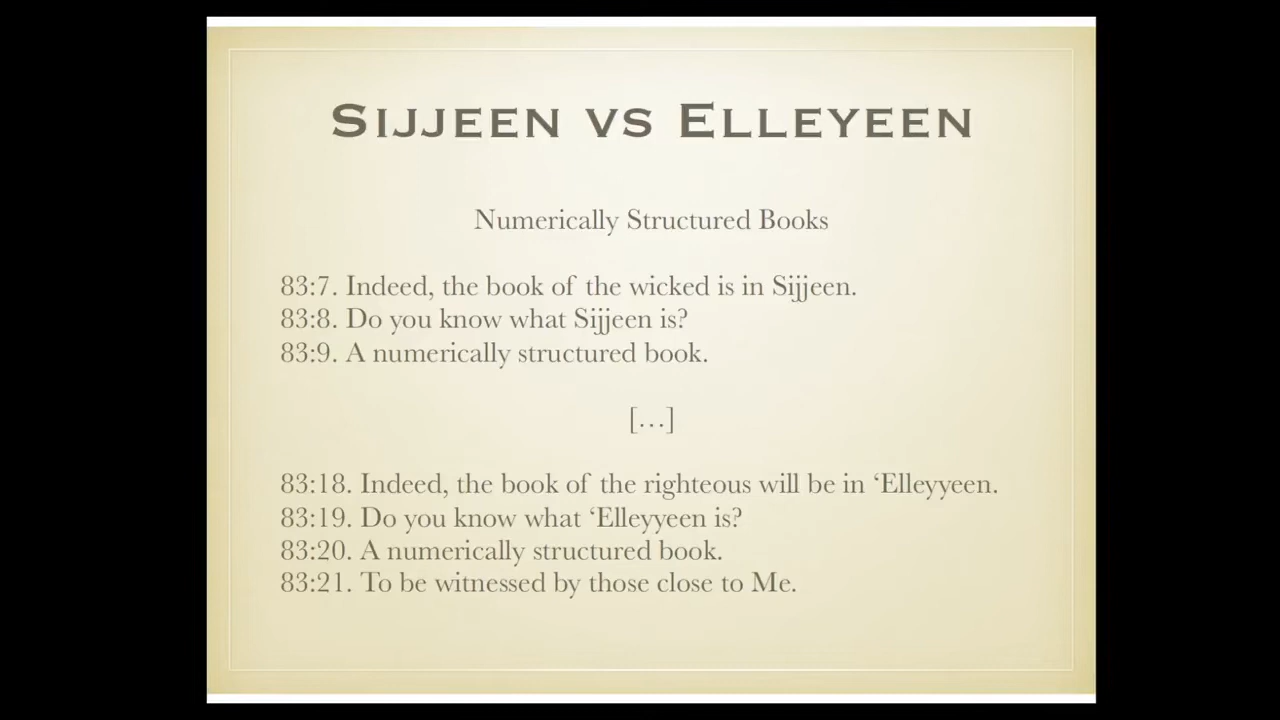 Sijjeen vs Elleyeen
Numerically Structured Books
83:7. Indeed, the book of the wicked is in Sijjeen.
83:8. Do you know what Sijjeen is?
83:9. A numerically structured book.
[…]
83:18. Indeed, the book of the righteous will be in ‘Elleyyeen.
83:19. Do you know what ‘Elleyyeen is?
83:20. A numerically structured book.
83:21. To be witnessed by those close to Me.